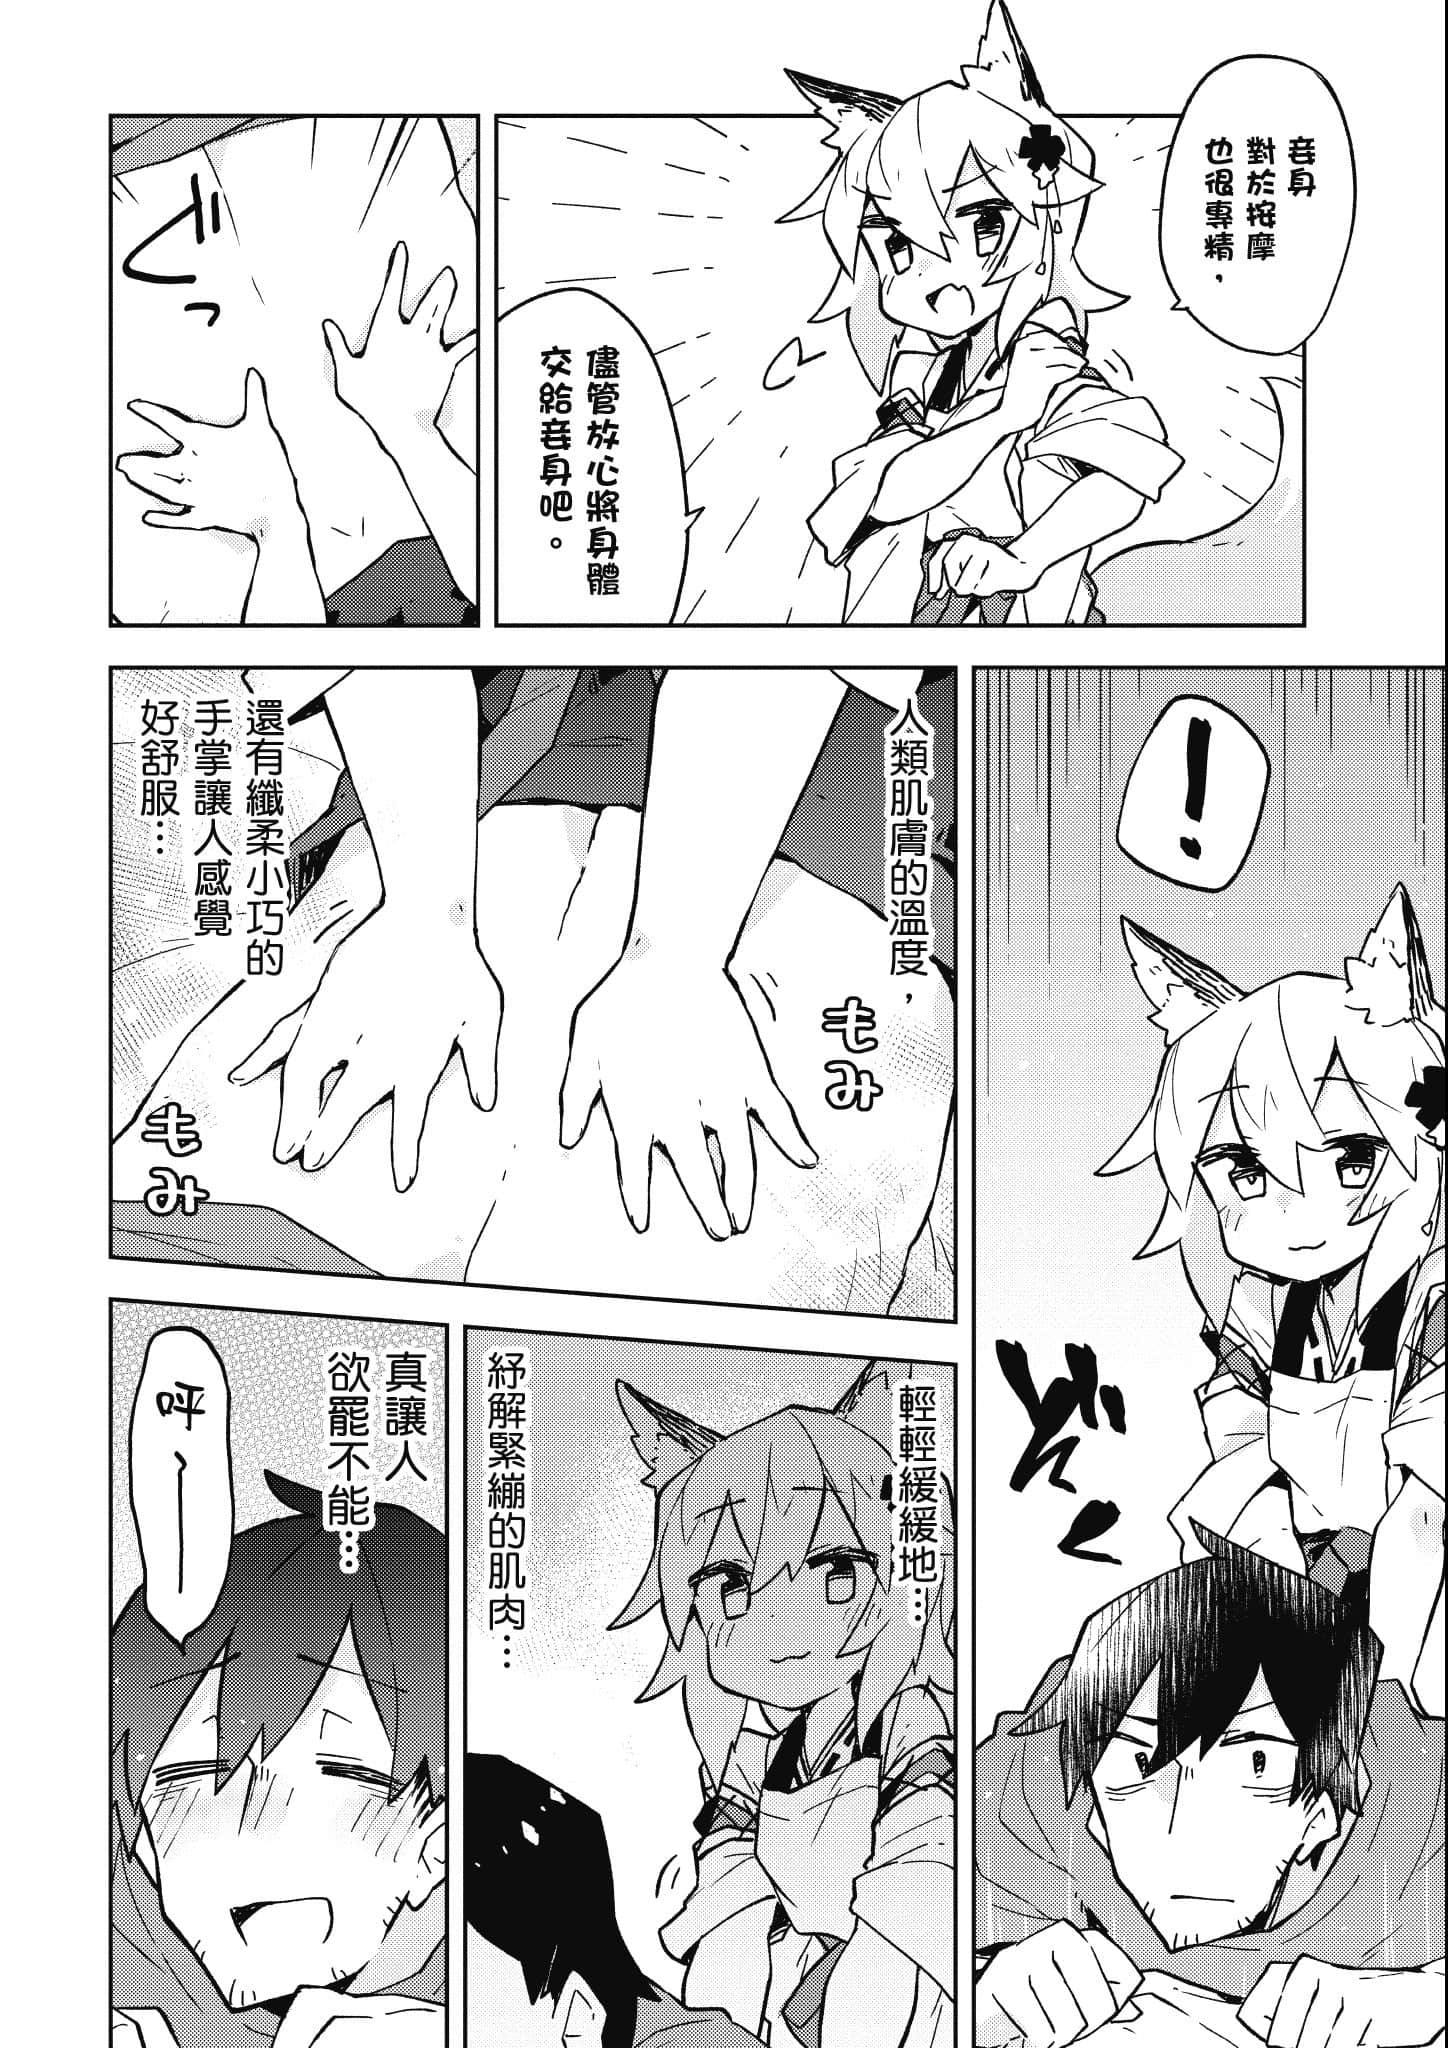 妾身
對於按摩
也很專精，
儘管放心將身體
交給妾身吧。
ぐっ
！
ずくん
人類肌膚的溫度，
還有纖柔小巧的
手掌讓人感覺
好舒服…
もみ
もみ
輕輕緩緩地…
紓解緊繃的肌肉…
真讓人
欲罷不能…
呼～